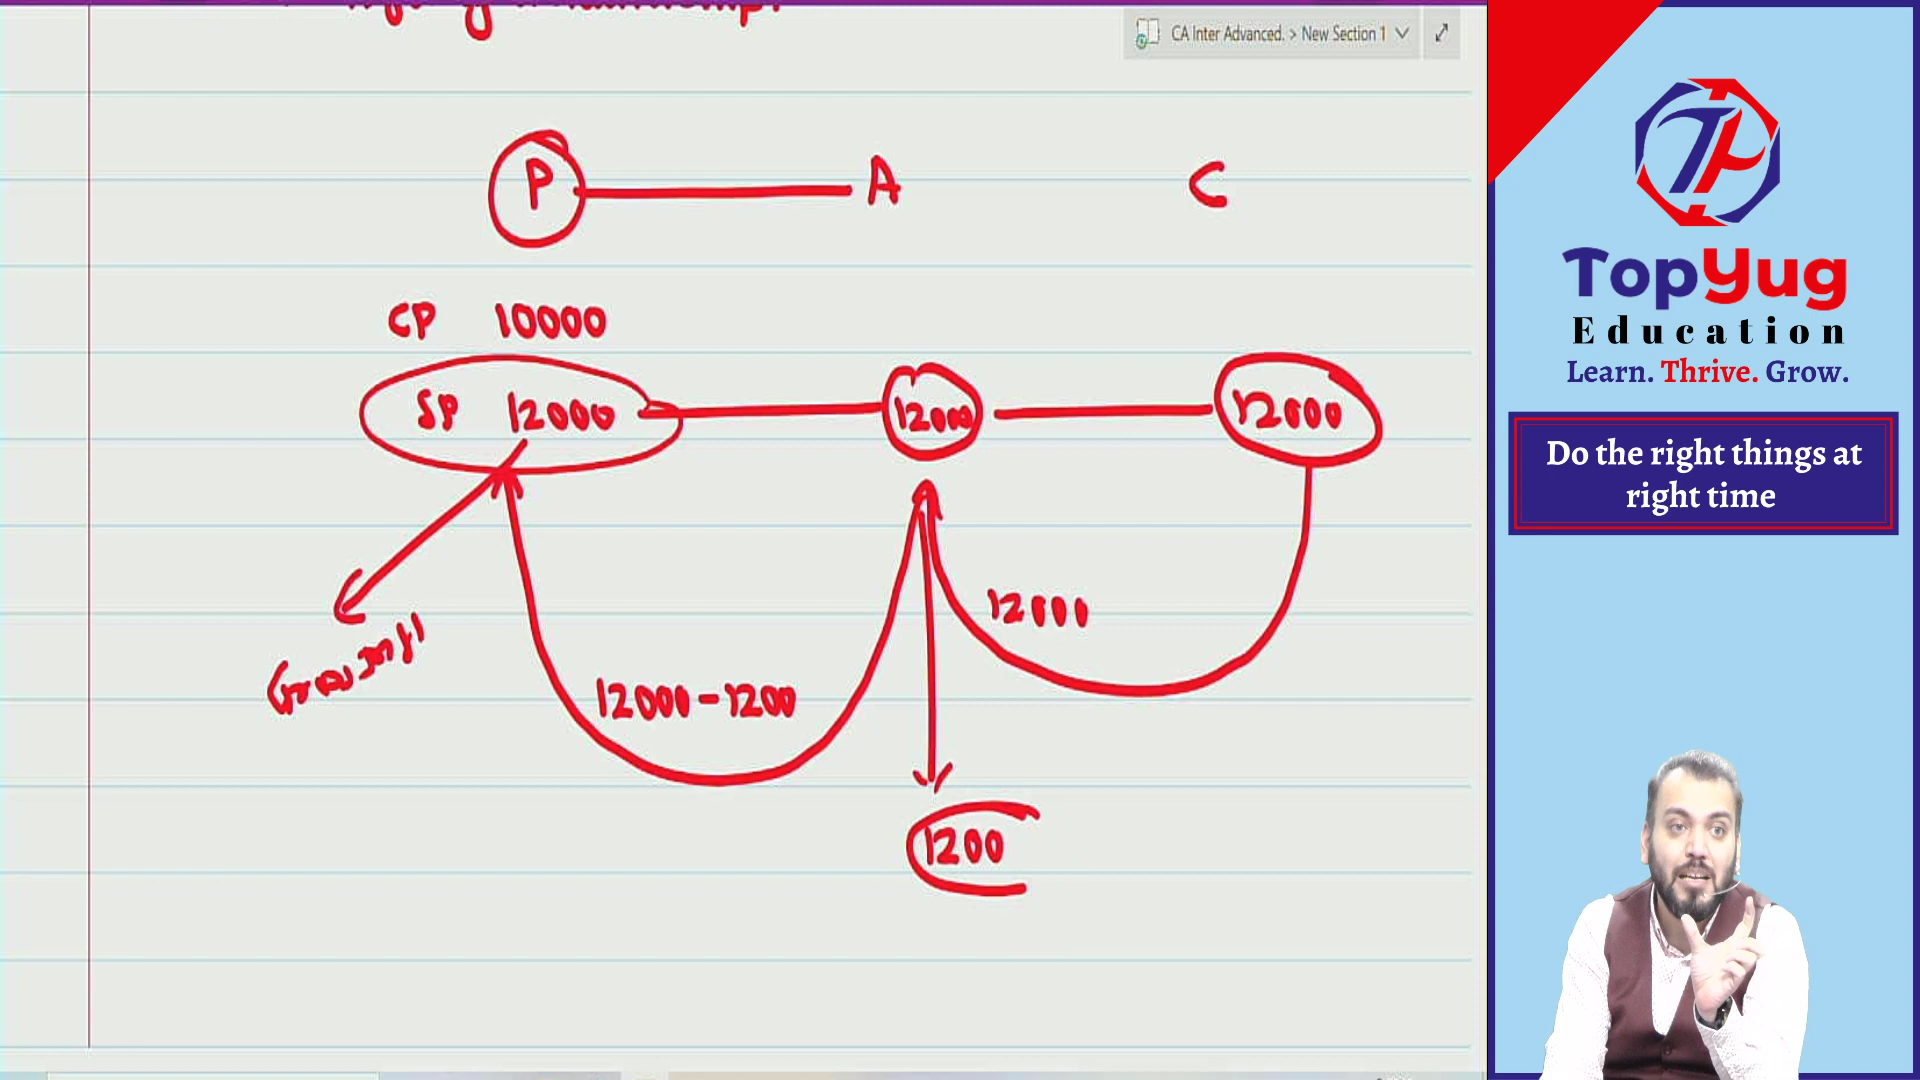 CA Inter Advanced. > New Section 1
P A C
CP 10000
SP 12000 12000 12000
12000
12000-1200
1200
TopYug
Education
Learn. Thrive. Grow.
Do the right things at
right time